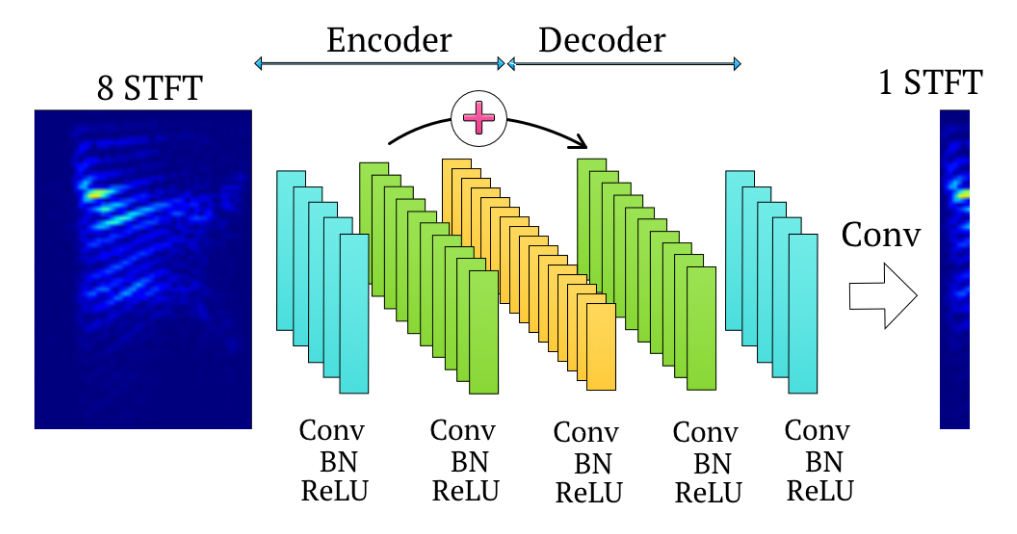 Encoder
Decoder
8 STFT
1 STFT
Conv
Conv
BN
ReLU
Conv
BN
ReLU
Conv
BN
ReLU
Conv
BN
ReLU
Conv
BN
ReLU